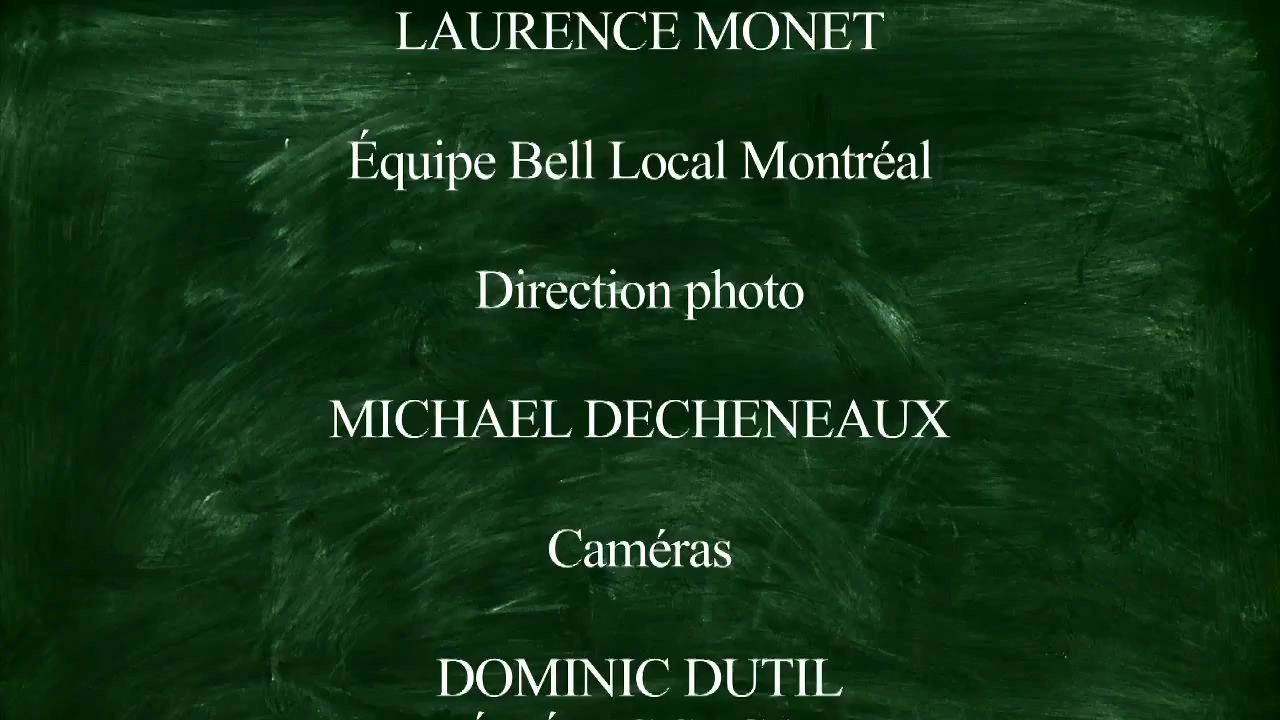 LAURENCE MONET
Équipe Bell Local Montréal
Direction photo
MICHAEL DECHENEAUX
Caméras
DOMINIC DUTIL